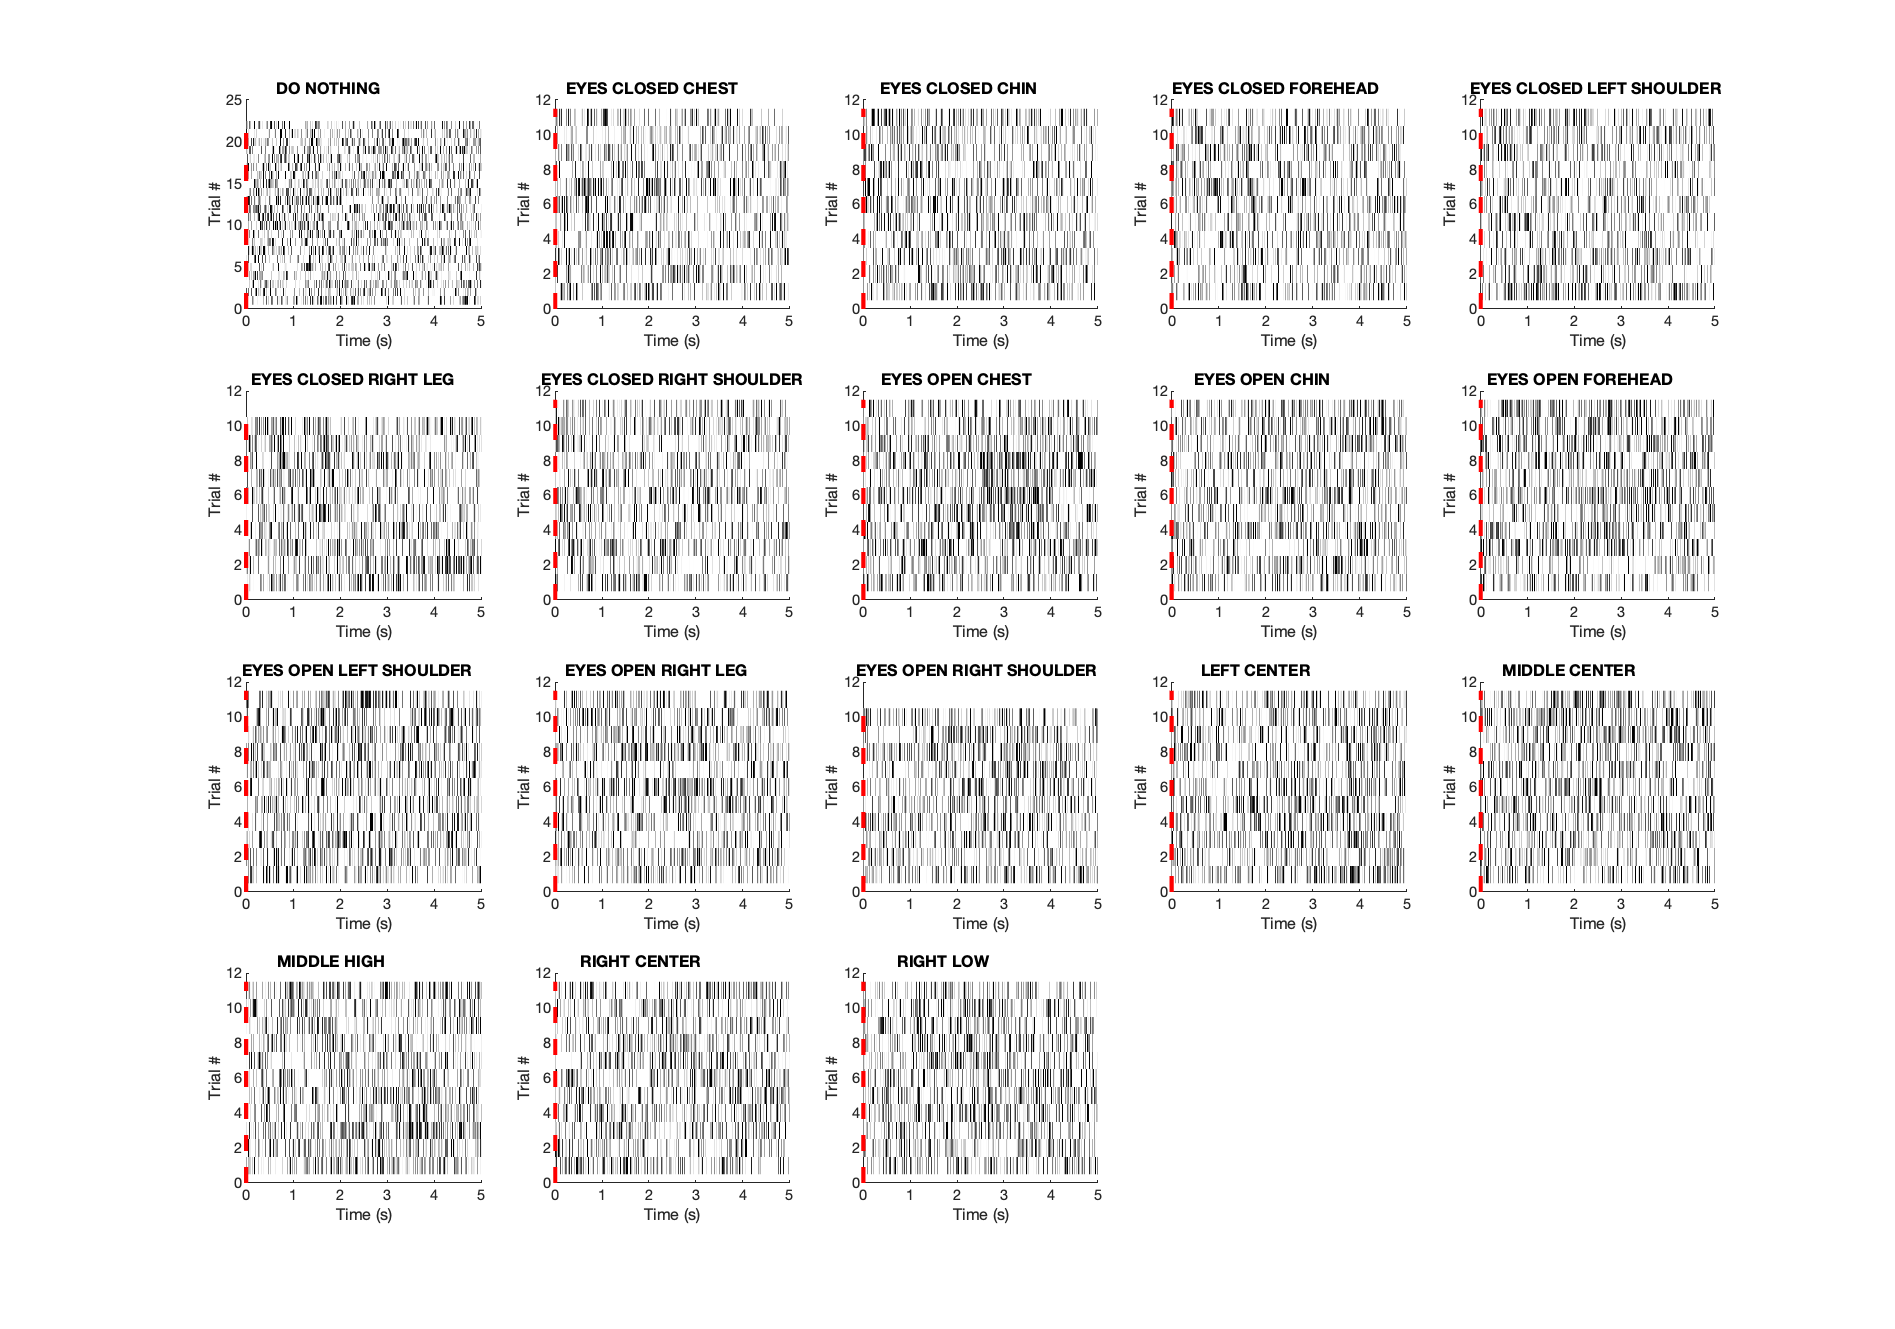 DO NOTHING
25
20
15
10
5
0
Trial #
0 1 2 3 4 5
Time (s)
EYES CLOSED CHEST
12
10
8
6
4
2
0
Trial #
0 1 2 3 4 5
Time (s)
EYES CLOSED CHIN
12
10
8
6
4
2
0
Trial #
0 1 2 3 4 5
Time (s)
EYES CLOSED FOREHEAD
12
10
8
6
4
2
0
Trial #
0 1 2 3 4 5
Time (s)
EYES CLOSED LEFT SHOULDER
12
10
8
6
4
2
0
Trial #
0 1 2 3 4 5
Time (s)
EYES CLOSED RIGHT LEG
12
10
8
6
4
2
0
Trial #
0 1 2 3 4 5
Time (s)
EYES CLOSED RIGHT SHOULDER
12
10
8
6
4
2
0
Trial #
0 1 2 3 4 5
Time (s)
EYES OPEN CHEST
12
10
8
6
4
2
0
Trial #
0 1 2 3 4 5
Time (s)
EYES OPEN CHIN
12
10
8
6
4
2
0
Trial #
0 1 2 3 4 5
Time (s)
EYES OPEN FOREHEAD
12
10
8
6
4
2
0
Trial #
0 1 2 3 4 5
Time (s)
EYES OPEN LEFT SHOULDER
12
10
8
6
4
2
0
Trial #
0 1 2 3 4 5
Time (s)
EYES OPEN RIGHT LEG
12
10
8
6
4
2
0
Trial #
0 1 2 3 4 5
Time (s)
EYES OPEN RIGHT SHOULDER
12
10
8
6
4
2
0
Trial #
0 1 2 3 4 5
Time (s)
LEFT CENTER
12
10
8
6
4
2
0
Trial #
0 1 2 3 4 5
Time (s)
MIDDLE CENTER
12
10
8
6
4
2
0
Trial #
0 1 2 3 4 5
Time (s)
MIDDLE HIGH
12
10
8
6
4
2
0
Trial #
0 1 2 3 4 5
Time (s)
RIGHT CENTER
12
10
8
6
4
2
0
Trial #
0 1 2 3 4 5
Time (s)
RIGHT LOW
12
10
8
6
4
2
0
Trial #
0 1 2 3 4 5
Time (s)